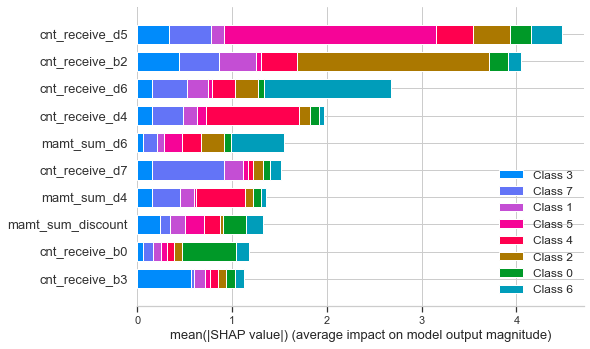 cnt_receive_d5
cnt_receive_b2
cnt_receive_d6
cnt_receive_d4
mamt_sum_d6
cnt_receive_d7
mamt_sum_d4
mamt_sum_discount
cnt_receive_b0
cnt_receive_b3
Class 3
Class 7
Class 1
Class 5
Class 4
Class 2
Class 0
Class 6
0 1 2 3 4
mean(|SHAP value|) (average impact on model output magnitude)